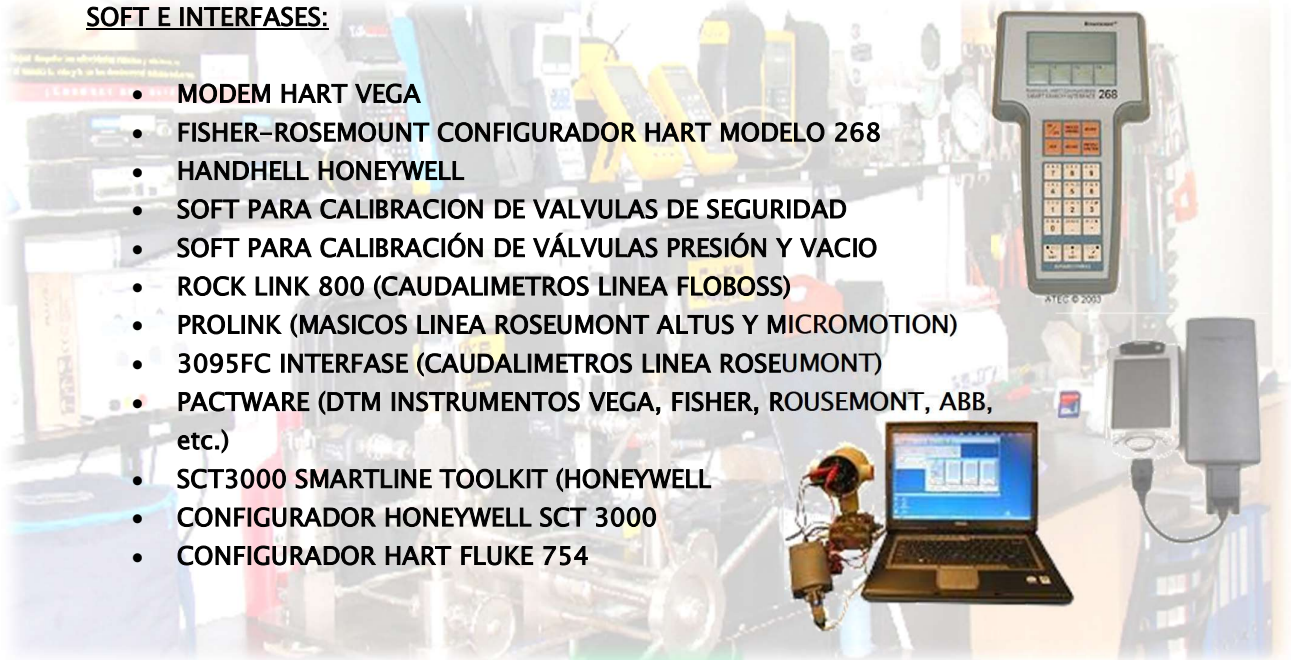 SOFT E INTERFASES:
• MODEM HART VEGA
• FISHER-ROSEMOUNT CONFIGURADOR HART MODELO 268
• HANDHELL HONEYWELL
• SOFT PARA CALIBRACION DE VALVULAS DE SEGURIDAD
• SOFT PARA CALIBRACIÓN DE VÁLVULAS PRESIÓN Y VACIO
• ROCK LINK 800 (CAUDALIMETROS LINEA FLOBOSS)
• PROLINK (MASICOS LINEA ROSEUMONT ALTUS Y MICROMOTION)
• 3095FC INTERFASE (CAUDALIMETROS LINEA ROSEUMONT)
• PACTWARE (DTM INSTRUMENTOS VEGA, FISHER, ROUSEMONT, ABB,
etc.)
• SCT3000 SMARTLINE TOOLKIT (HONEYWELL
• CONFIGURADOR HONEYWELL SCT 3000
• CONFIGURADOR HART FLUKE 754
268
ATEC © 2003